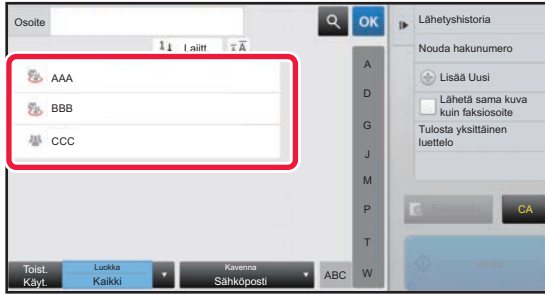 Osoite
OK
Lähetyshistoria
Lajitt.
Nouda hakunumero
AAA
A
Lisää Uusi
BBB
D
Lähetä sama kuva
kuin faksiosoite
G
Tulosta yksittäinen
luettelo
CCC
J
M
P
CA
T
Toist.
Käyt.
Luokka
Kaikki
Kavenna
Sähköposti
ABC
W